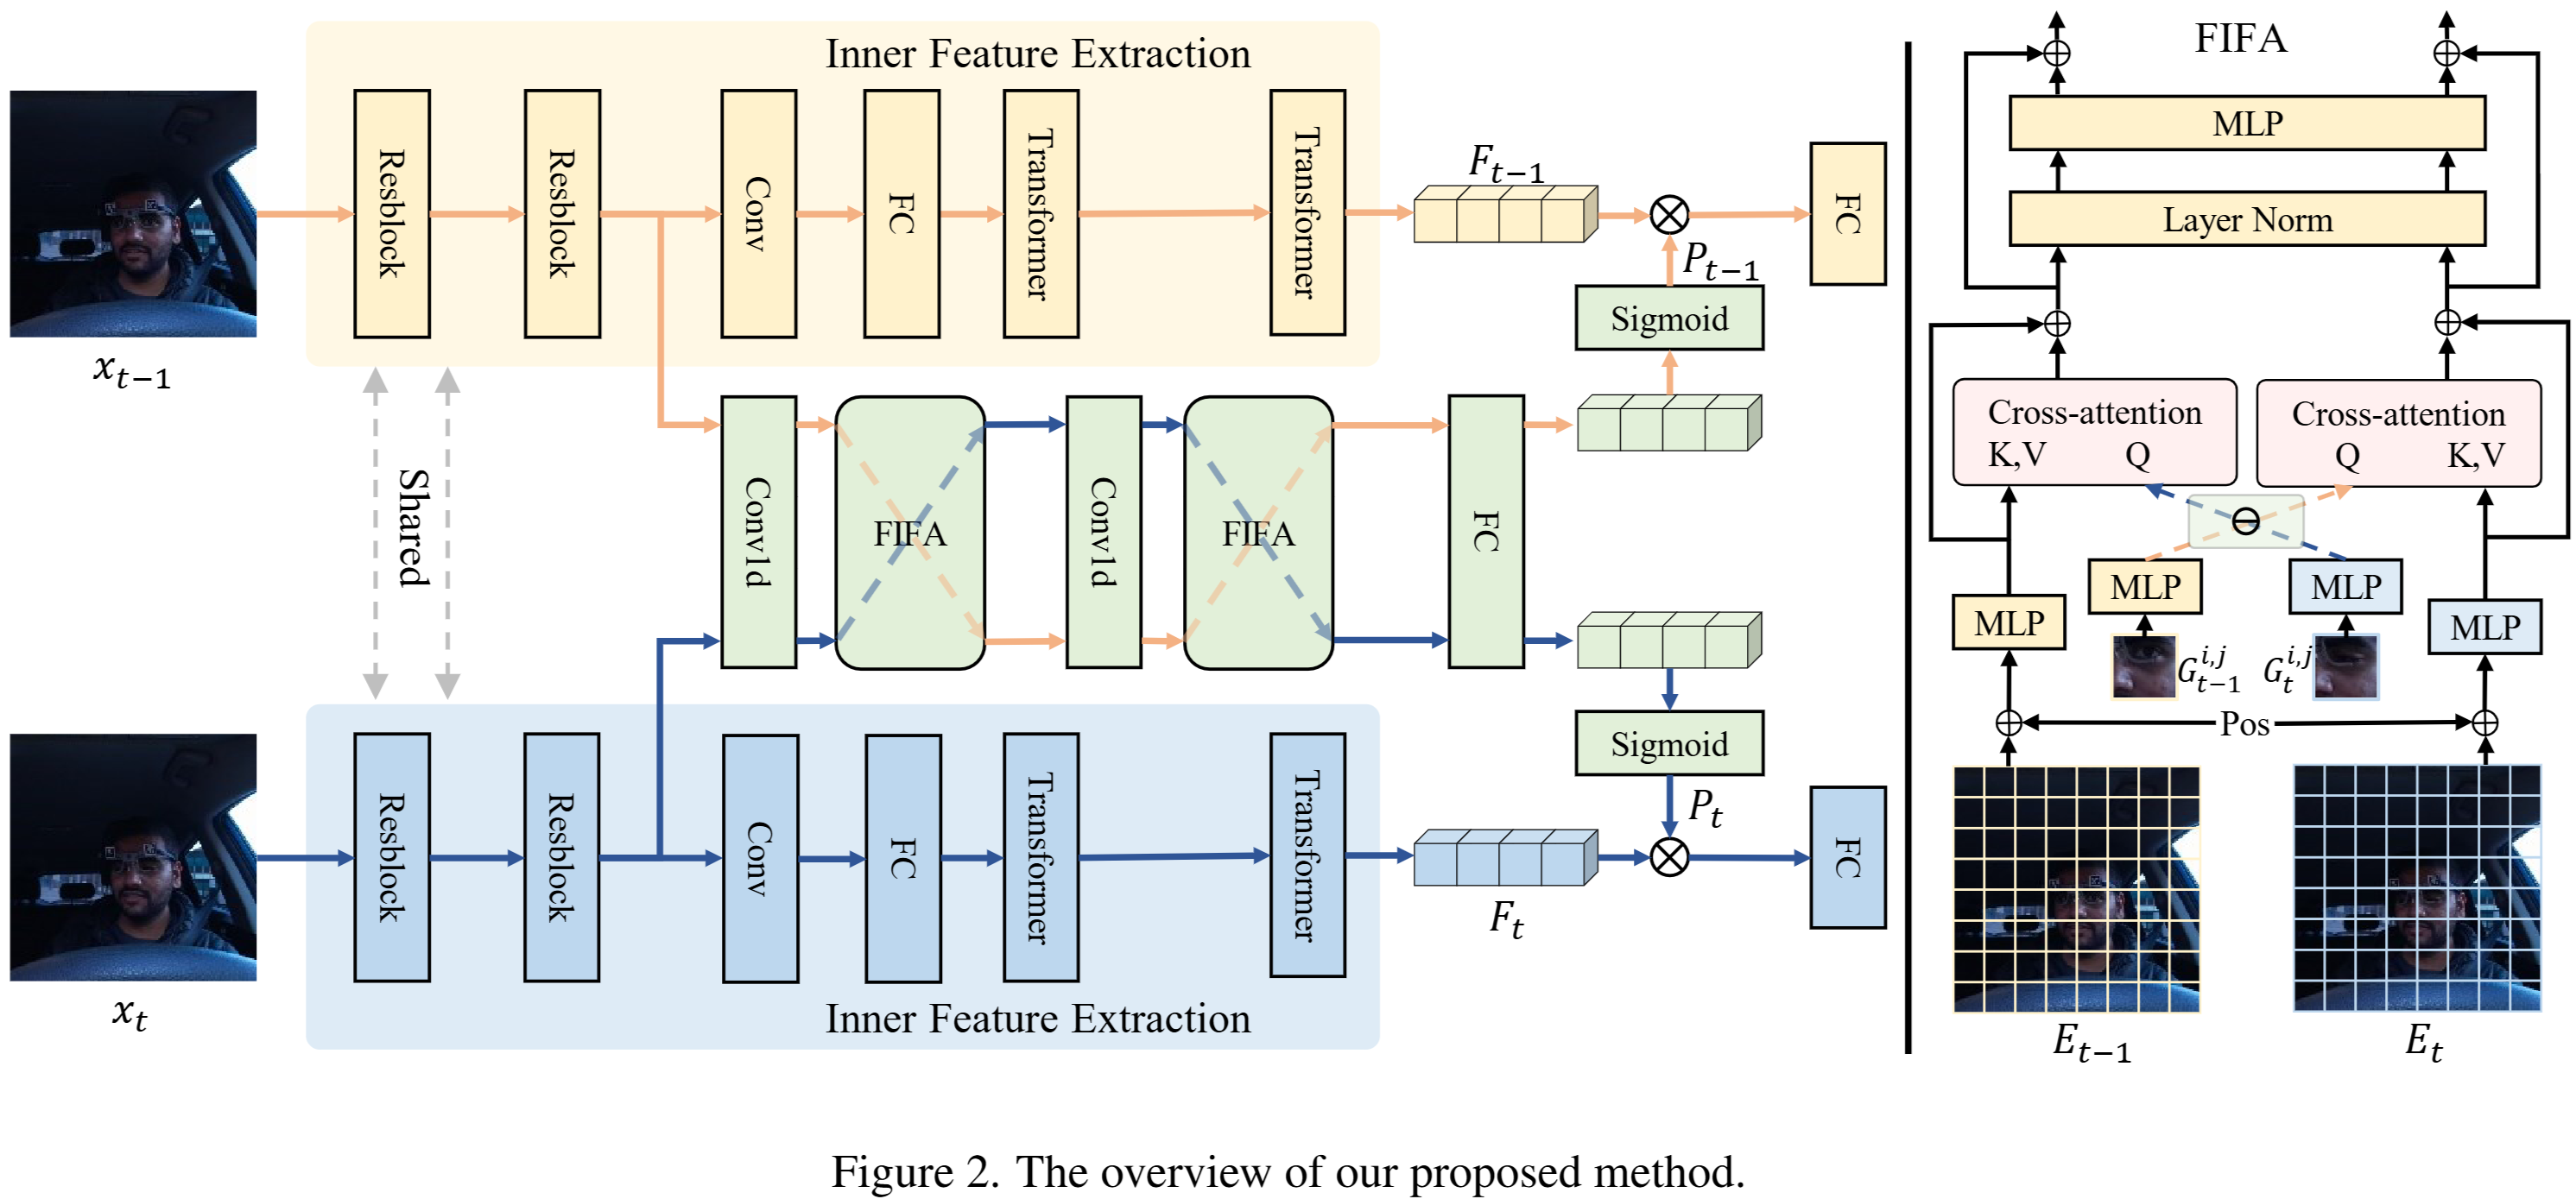 Inner Feature Extraction
Resblock
Resblock
Conv
FC
Transformer
Transformer
F_{t-1}
P_{t-1}
FC
Sigmoid
x_{t-1}
Shared
Conv1d
FIFA
Conv1d
FIFA
FC
Sigmoid
P_t
Resblock
Resblock
Conv
FC
Transformer
Transformer
F_t
FC
Inner Feature Extraction
x_t
FIFA
MLP
Layer Norm
Cross-attention
K,V Q
Cross-attention
Q K,V
MLP
MLP
MLP
MLP
G_{t-1}^{i,j}
G_t^{i,j}
Pos
E_{t-1}
E_t
Figure 2. The overview of our proposed method.